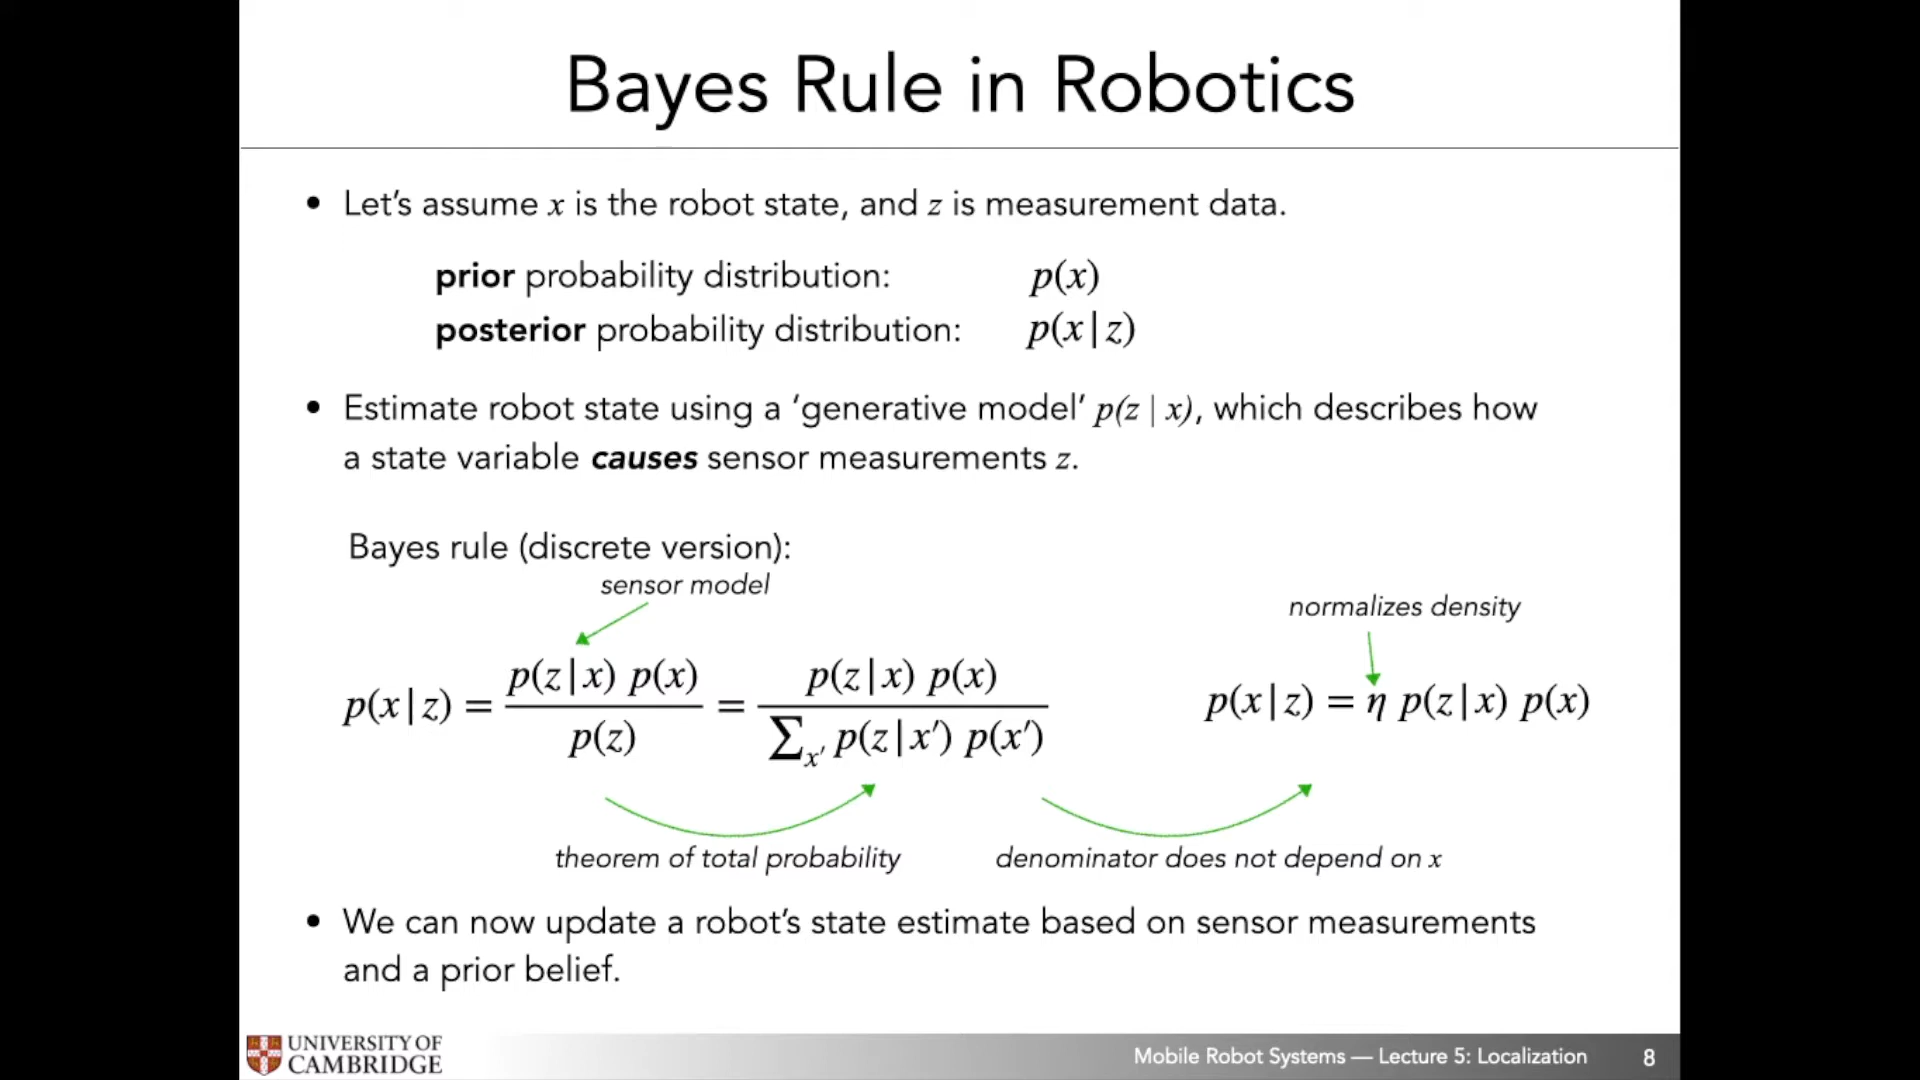 Bayes Rule in Robotics
• Let's assume x is the robot state, and z is measurement data.
prior probability distribution: p(x)
posterior probability distribution: p(x|z)
• Estimate robot state using a ‘generative model’ p(z | x), which describes how
a state variable causes sensor measurements z.
Bayes rule (discrete version):
sensor model
normalizes density
p(x|z) = p(z|x) p(x) / p(z) = p(z|x) p(x) / ∑x′ p(z|x′) p(x′)
p(x|z) = η p(z|x) p(x)
theorem of total probability
denominator does not depend on x
• We can now update a robot's state estimate based on sensor measurements
and a prior belief.
UNIVERSITY OF
CAMBRIDGE
Mobile Robot Systems — Lecture 5: Localization 8